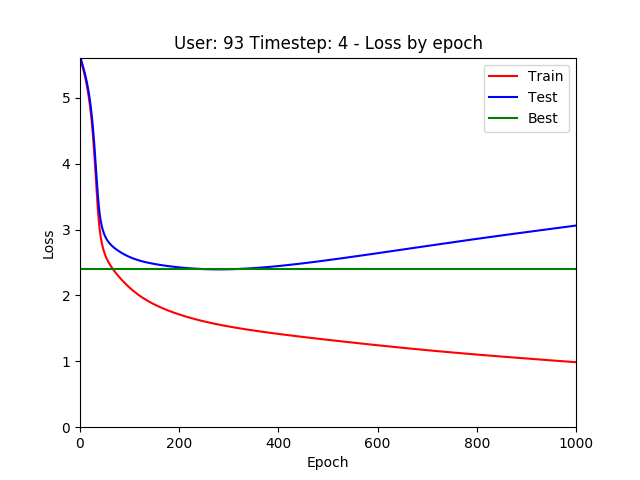 User: 93 Timestep: 4 - Loss by epoch
Train
Test
Best
Loss
5
4
3
2
1
0
0 200 400 600 800 1000
Epoch